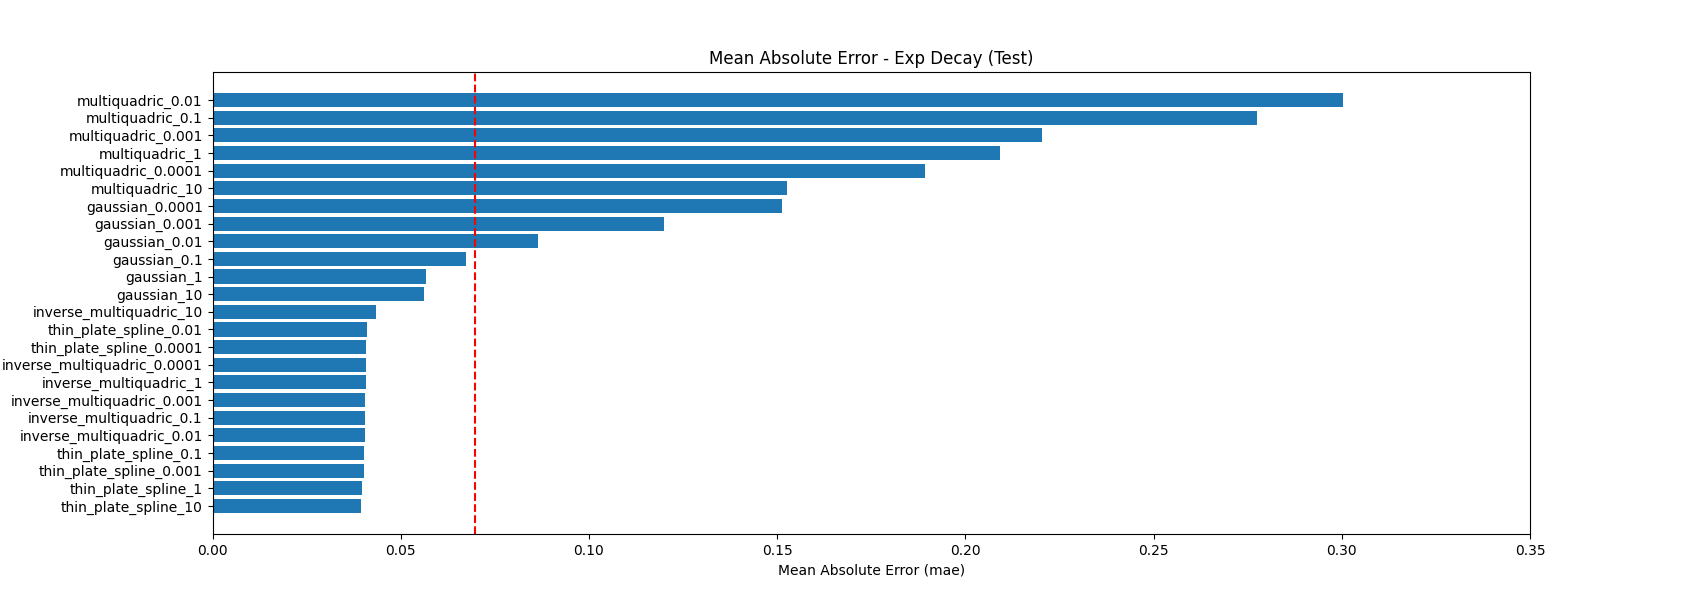 Mean Absolute Error - Exp Decay (Test)
multiquadric_0.01
multiquadric_0.1
multiquadric_0.001
multiquadric_1
multiquadric_0.0001
multiquadric_10
gaussian_0.0001
gaussian_0.001
gaussian_0.01
gaussian_0.1
gaussian_1
gaussian_10
inverse_multiquadric_10
thin_plate_spline_0.01
thin_plate_spline_0.0001
inverse_multiquadric_0.0001
inverse_multiquadric_1
inverse_multiquadric_0.001
inverse_multiquadric_0.1
inverse_multiquadric_0.01
thin_plate_spline_0.1
thin_plate_spline_0.001
thin_plate_spline_1
thin_plate_spline_10
0.00 0.05 0.10 0.15 0.20 0.25 0.30 0.35
Mean Absolute Error (mae)